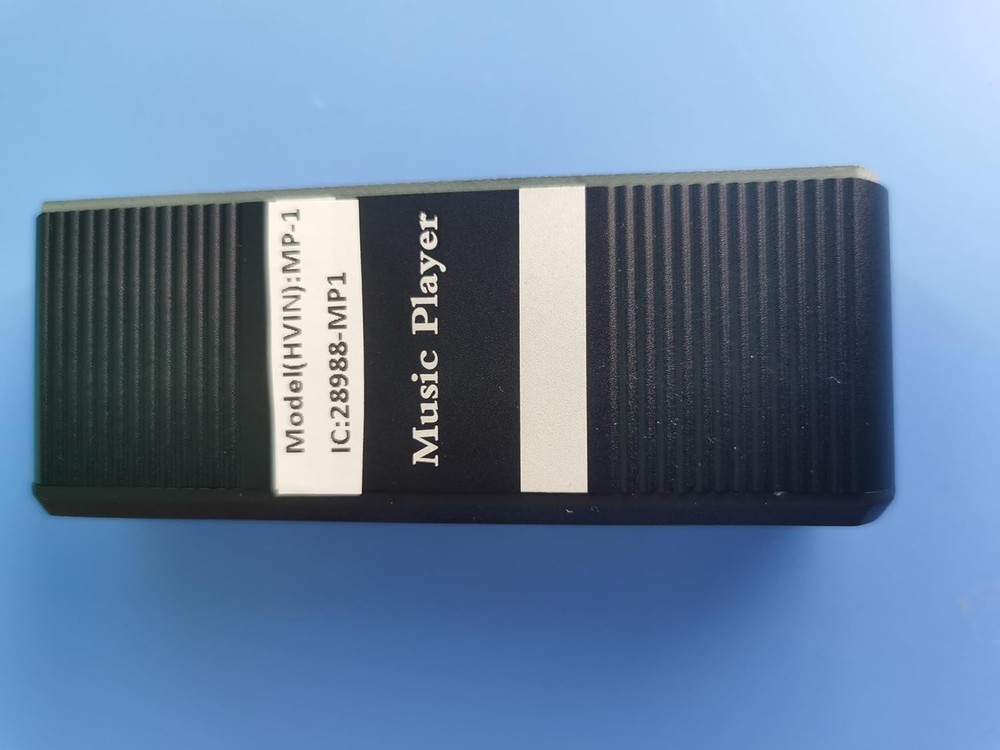 Model(HVIN):MP-1
IC:28988-MP1
Music Player